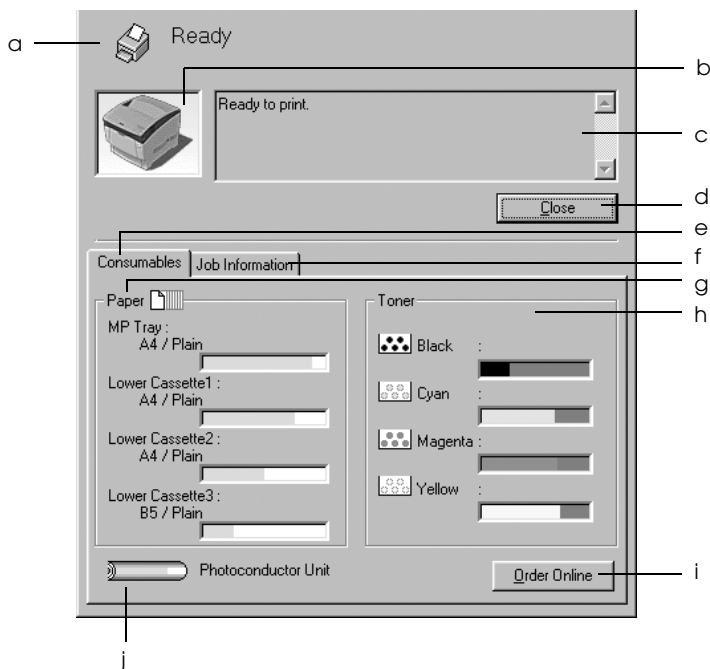 a
Ready
b
Ready to print.
c
d
Close
e
Consumables
Job Information
f
g
Paper
Toner
h
MP Tray :
A4 / Plain
Lower Cassette1 :
A4 / Plain
Lower Cassette2 :
A4 / Plain
Lower Cassette3 :
B5 / Plain
Black :
Cyan :
Magenta :
Yellow :
Photoconductor Unit
Order Online
i
j